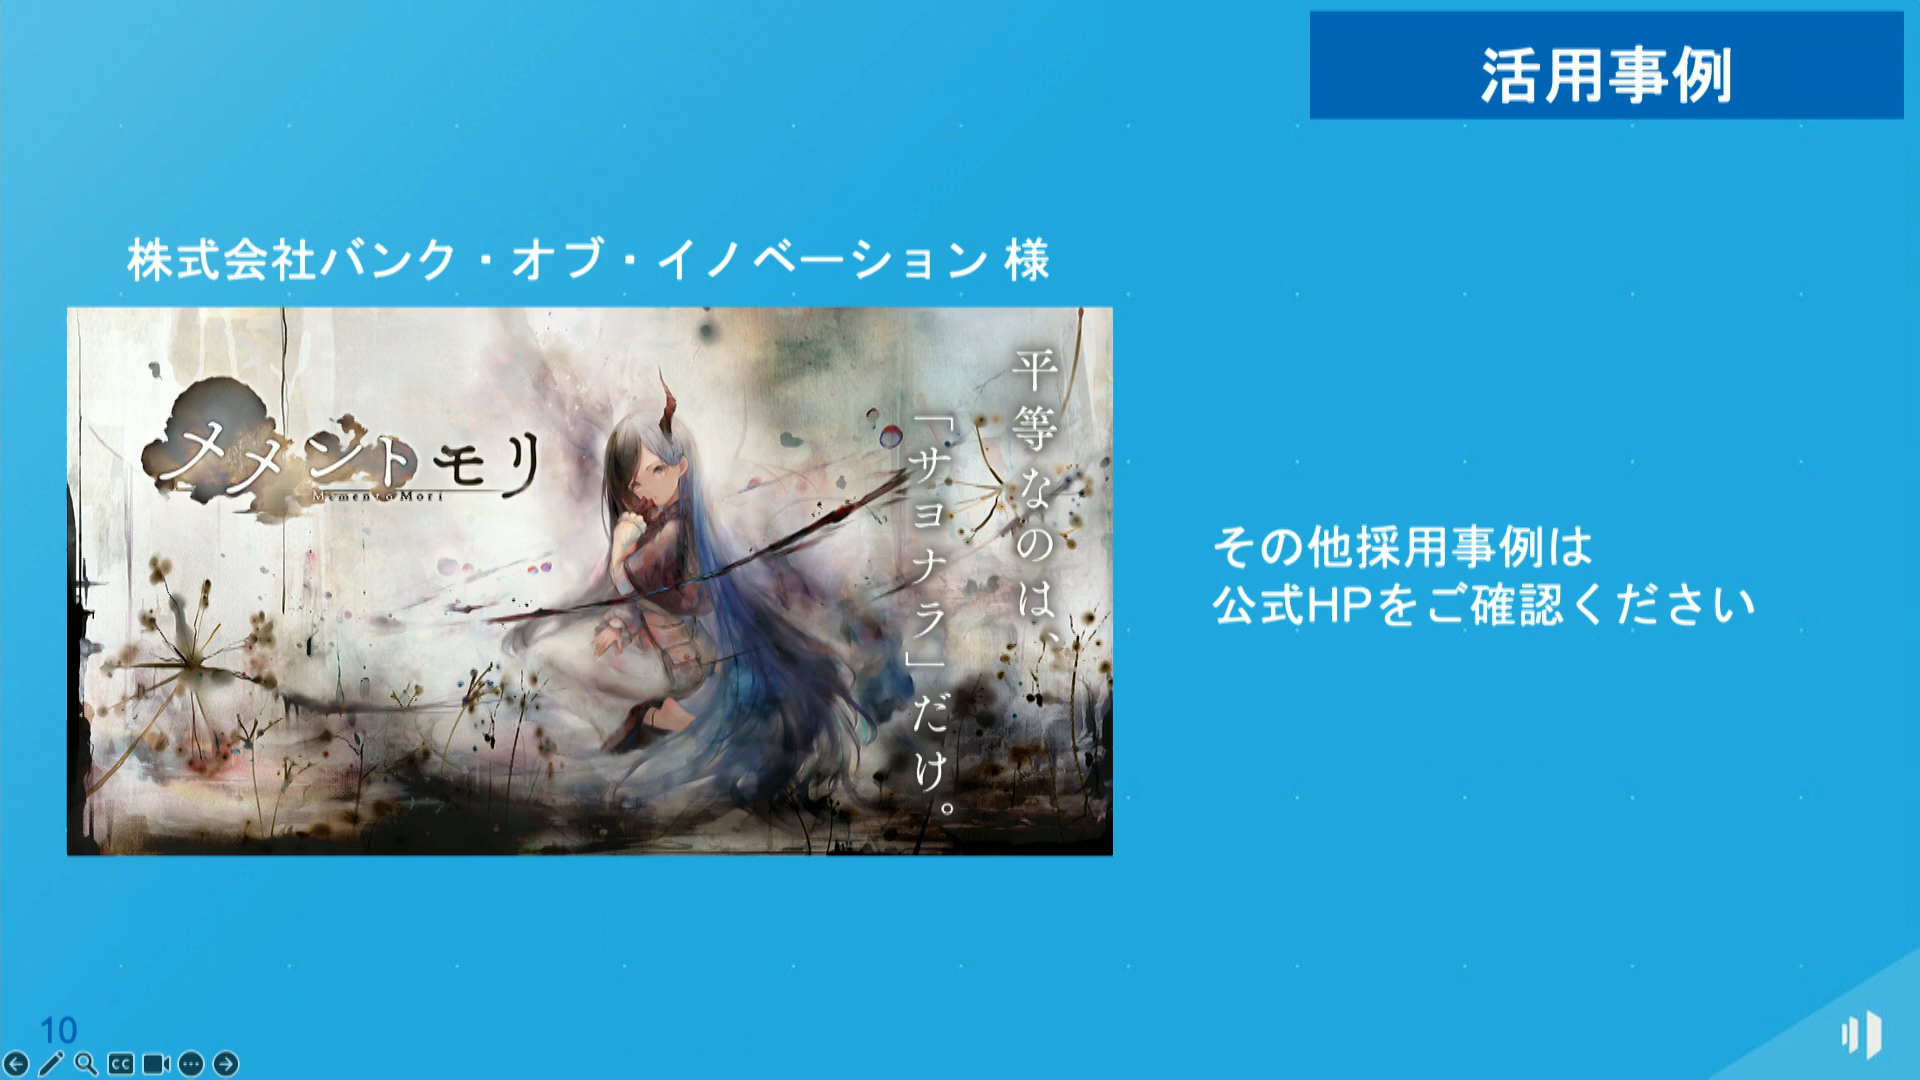 活用事例
株式会社バンク・オブ・イノベーション 様
メメントモリ
MementoMori
平等なのは、
「サヨナラ」だけ。
その他採用事例は
公式HPをご確認ください
10
CC